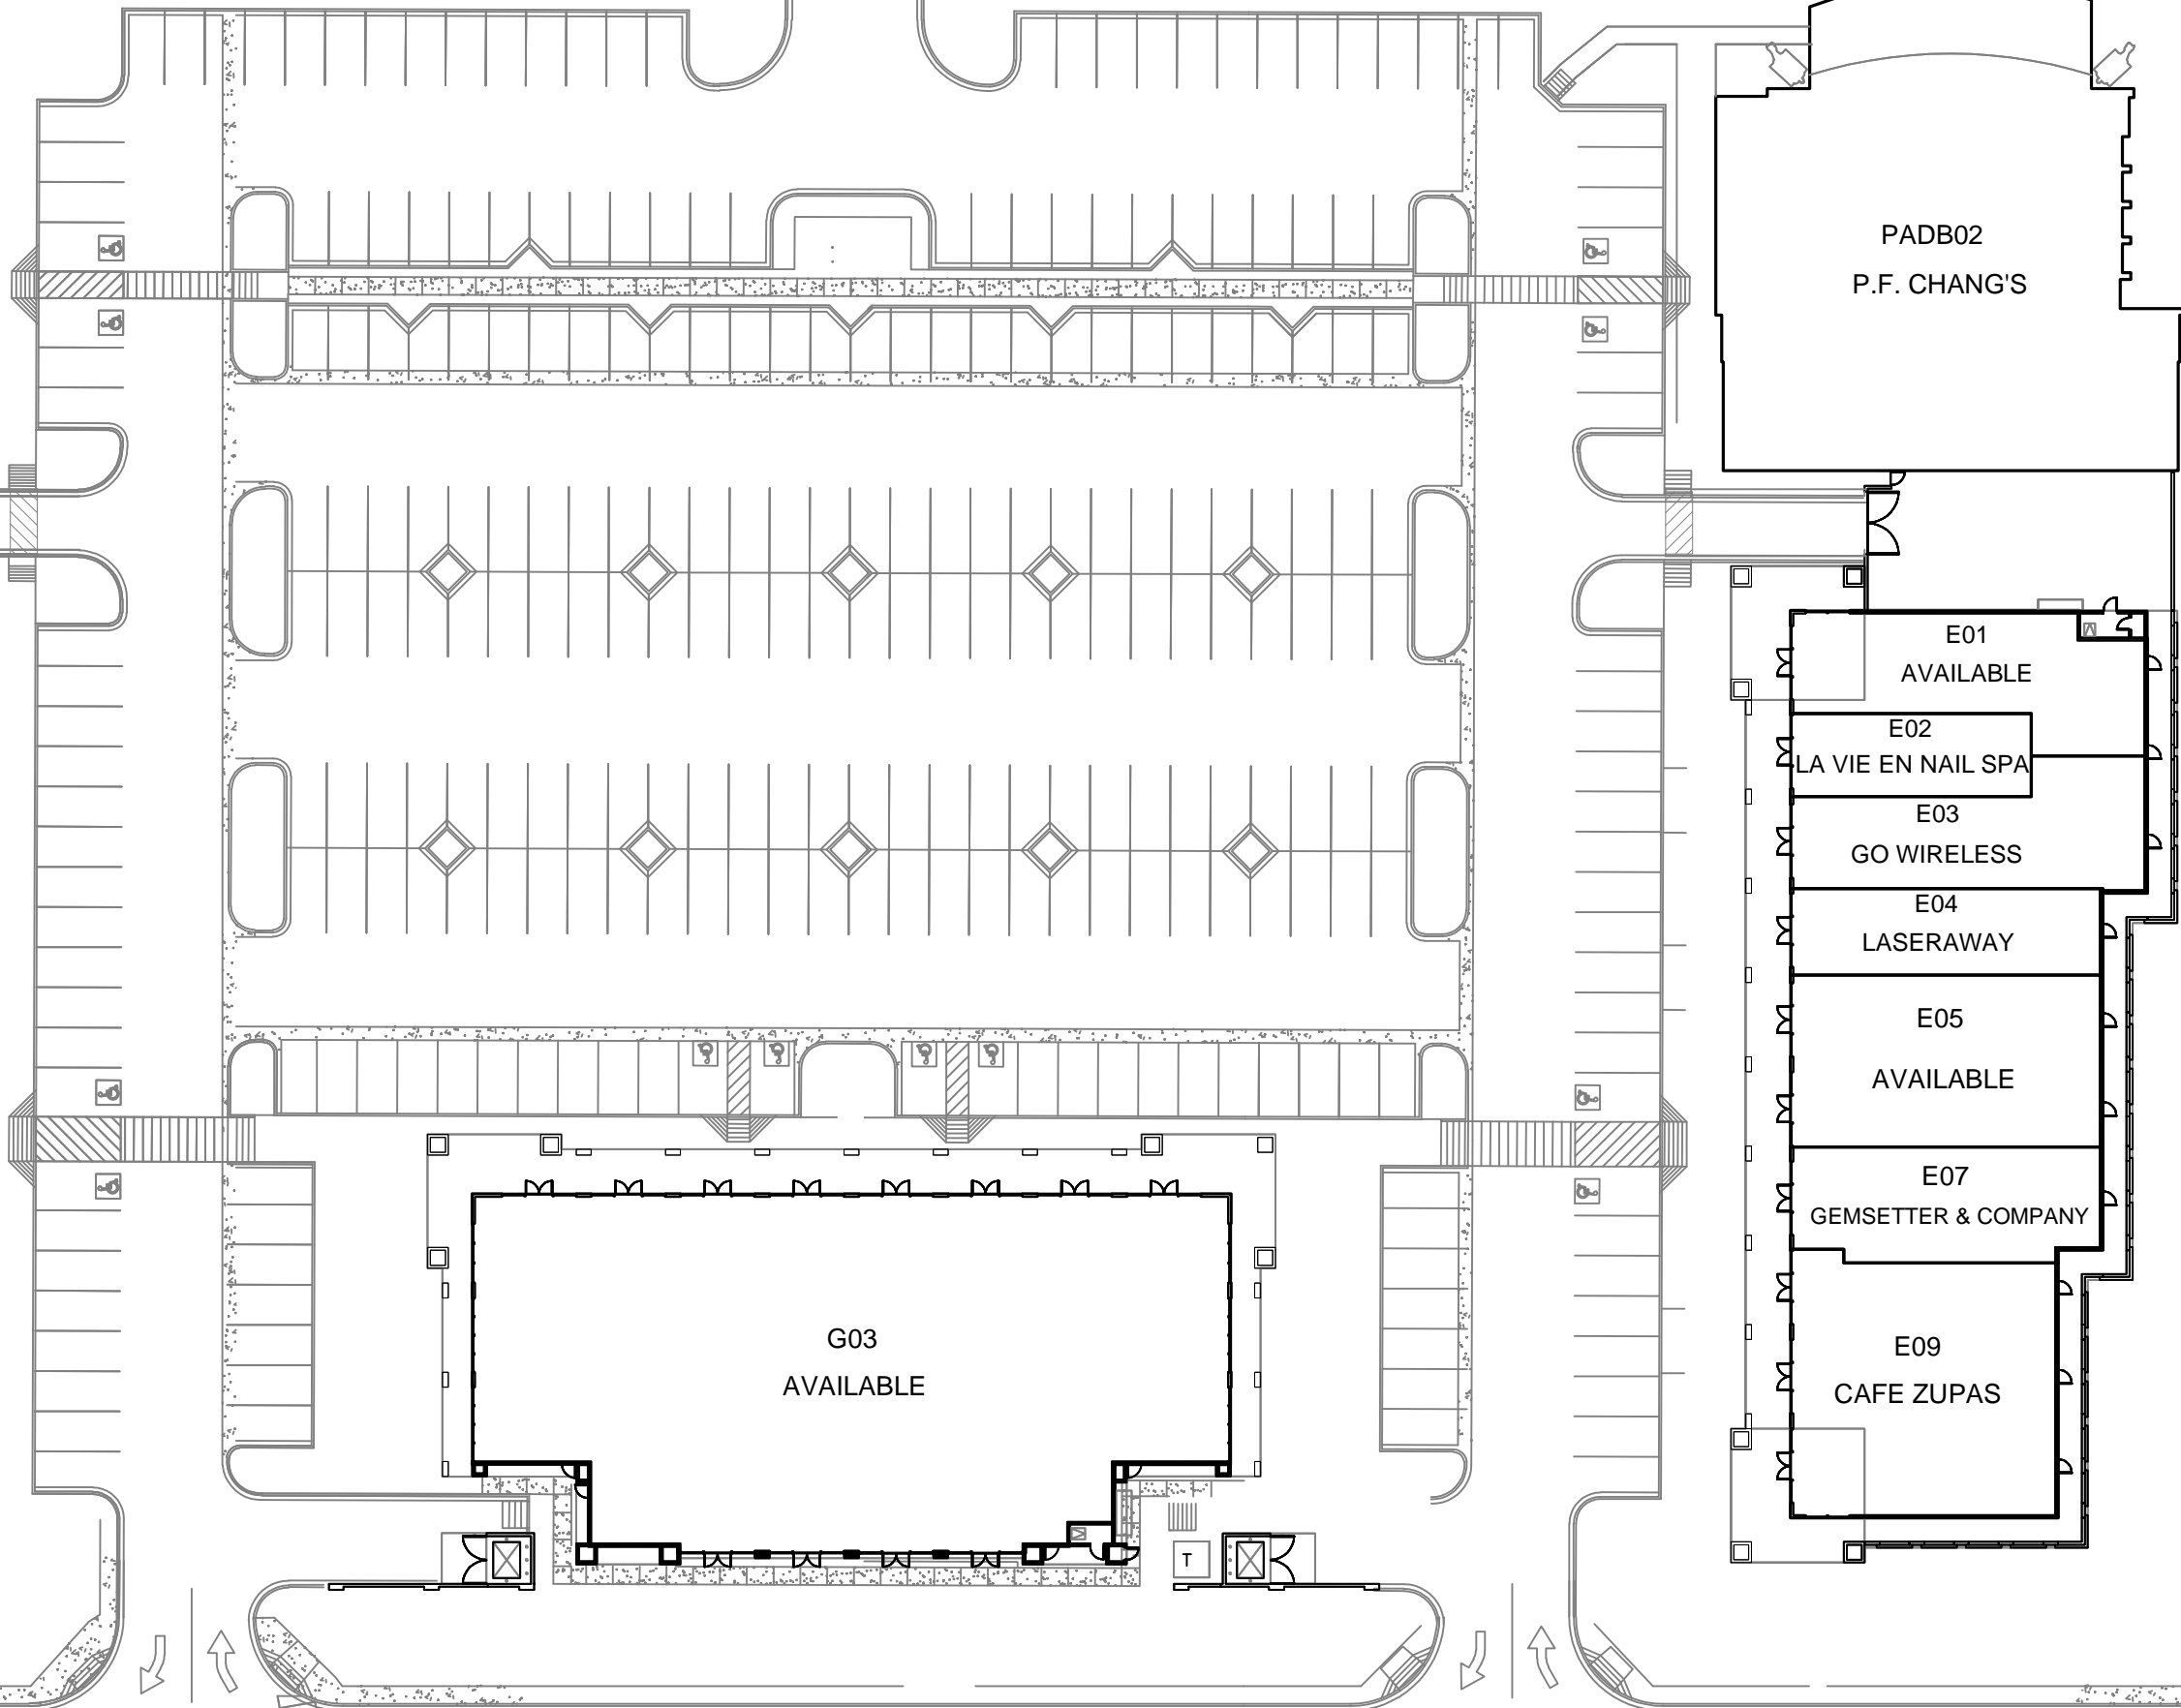 PADB02
P.F. CHANG'S
E01
AVAILABLE
E02
LA VIE EN NAIL SPA
E03
GO WIRELESS
E04
LASERAWAY
E05
AVAILABLE
E07
GEMSETTER & COMPANY
E09
CAFE ZUPAS
G03
AVAILABLE
T